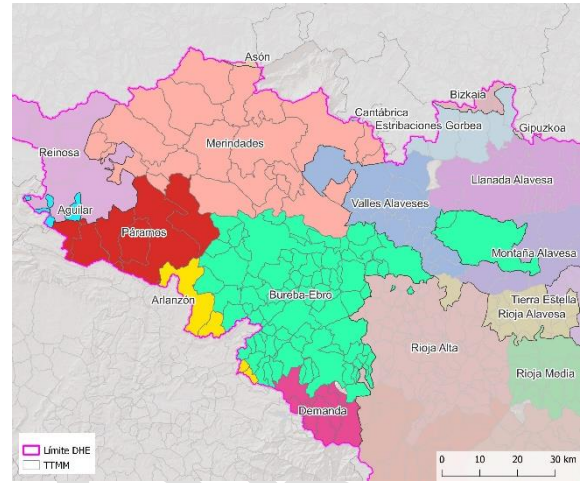 Asón
Bizkaia
Cantábrica
Estribaciones Gorbea
Gipuzkoa
Merindades
Reinosa
Llanada Alavesa
Valles Alaveses
Aguilar
Páramos
Montaña Alavesa
Bureba-Ebro
Arlanzón
Tierra Estella
Rioja Alavesa
Rioja Alta
Rioja Media
Demanda
Límite DHE
TTMM
0 10 20 30 km